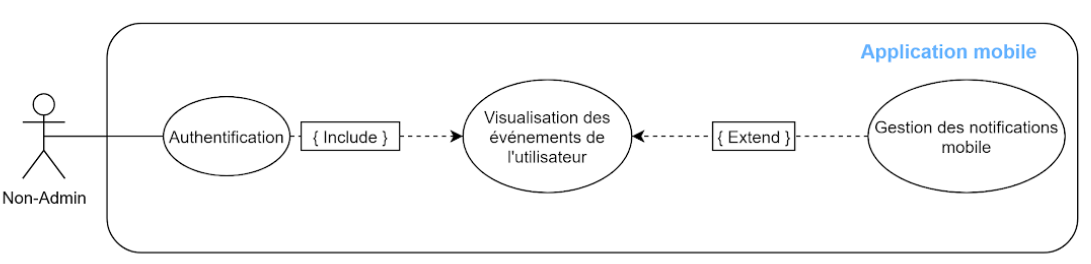 Application mobile
Authentification
{ Include }
Visualisation des
événements de
l'utilisateur
{ Extend }
Gestion des notifications
mobile
Non-Admin